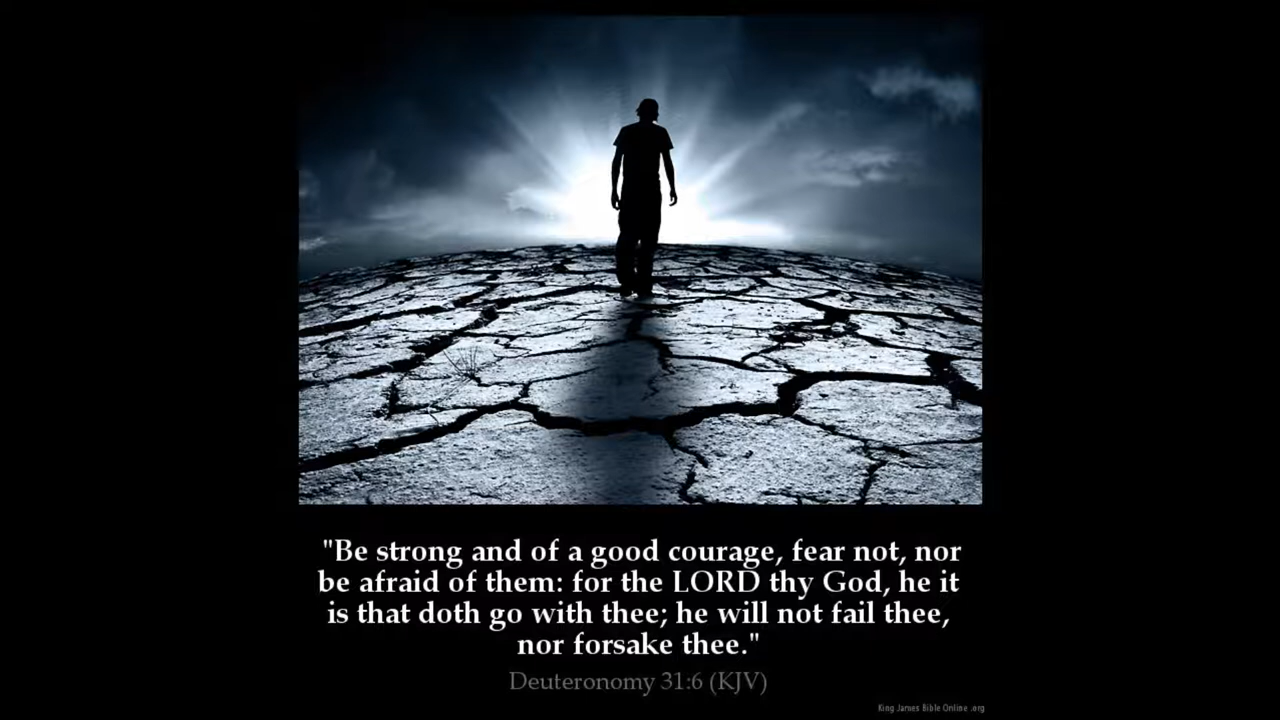 "Be strong and of a good courage, fear not, nor
be afraid of them: for the LORD thy God, he it
is that doth go with thee; he will not fail thee,
nor forsake thee."
Deuteronomy 31:6 (KJV)
King James Bible Online .org